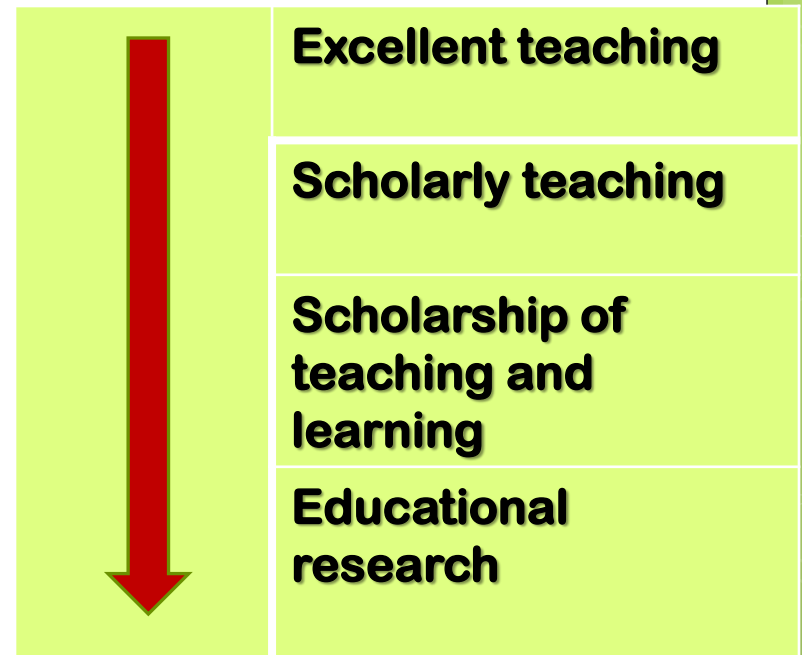 Excellent teaching
Scholarly teaching
Scholarship of
teaching and
learning
Educational
research